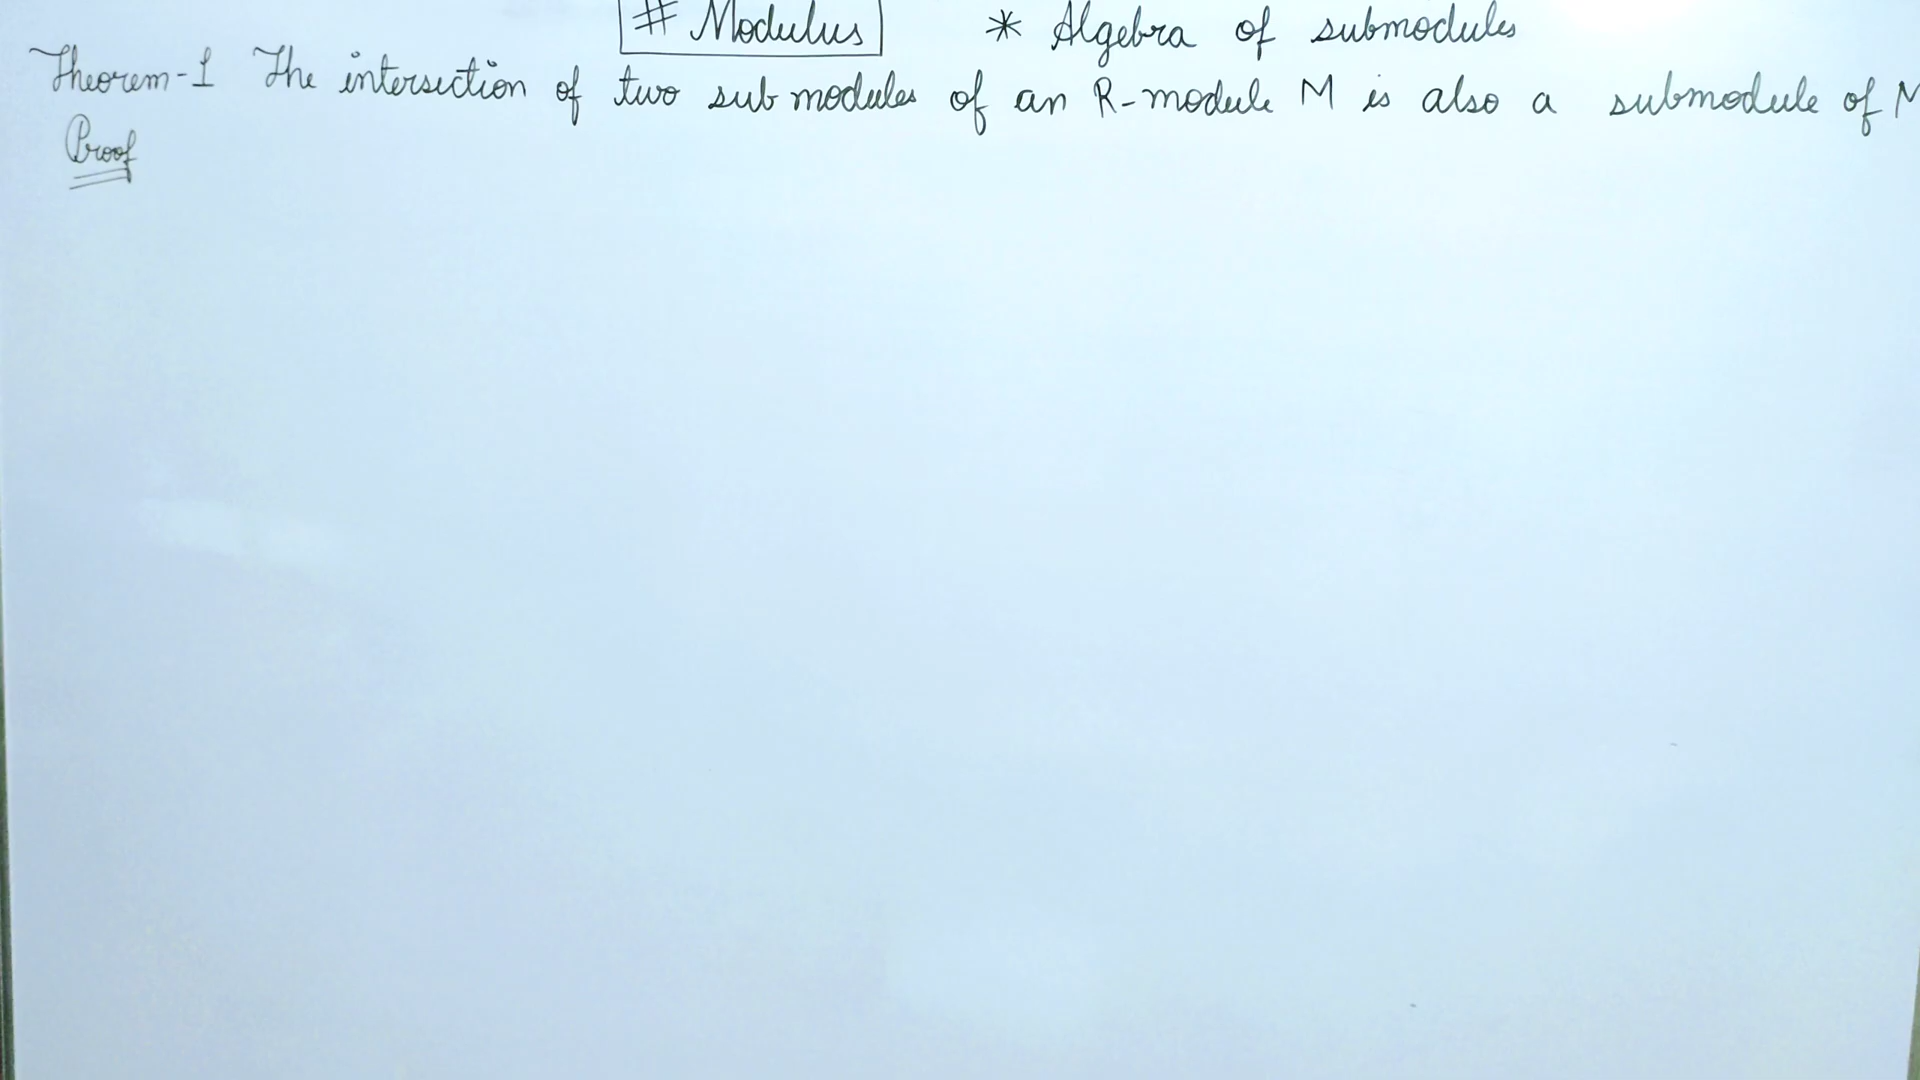 # Modulus * Algebra of submodules
Theorem-1 The intersection of two sub modules of an R-module M is also a submodule of M
Proof